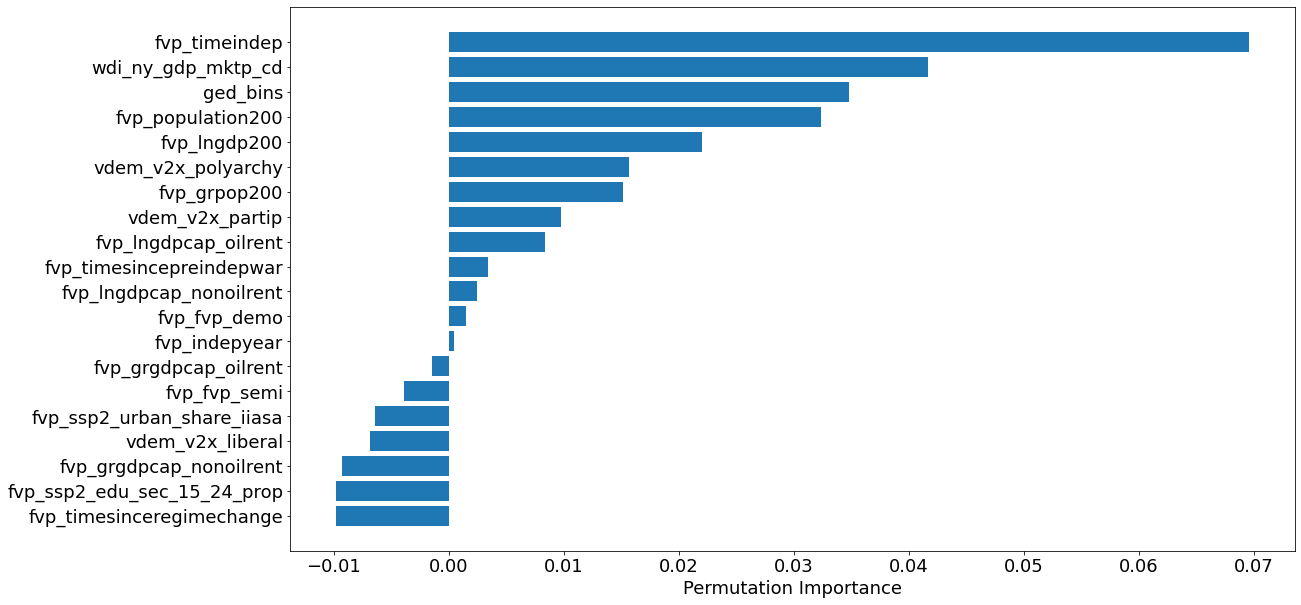 fvp_timeindep
wdi_ny_gdp_mktp_cd
ged_bins
fvp_population200
fvp_lngdp200
vdem_v2x_polyarchy
fvp_grpop200
vdem_v2x_partip
fvp_lngdpcap_oilrent
fvp_timesincepreindepwar
fvp_lngdpcap_nonoilrent
fvp_fvp_demo
fvp_indepyear
fvp_grgdpcap_oilrent
fvp_fvp_semi
fvp_ssp2_urban_share_iiasa
vdem_v2x_liberal
fvp_grgdpcap_nonoilrent
fvp_ssp2_edu_sec_15_24_prop
fvp_timesinceregimechange
−0.01 0.00 0.01 0.02 0.03 0.04 0.05 0.06 0.07
Permutation Importance